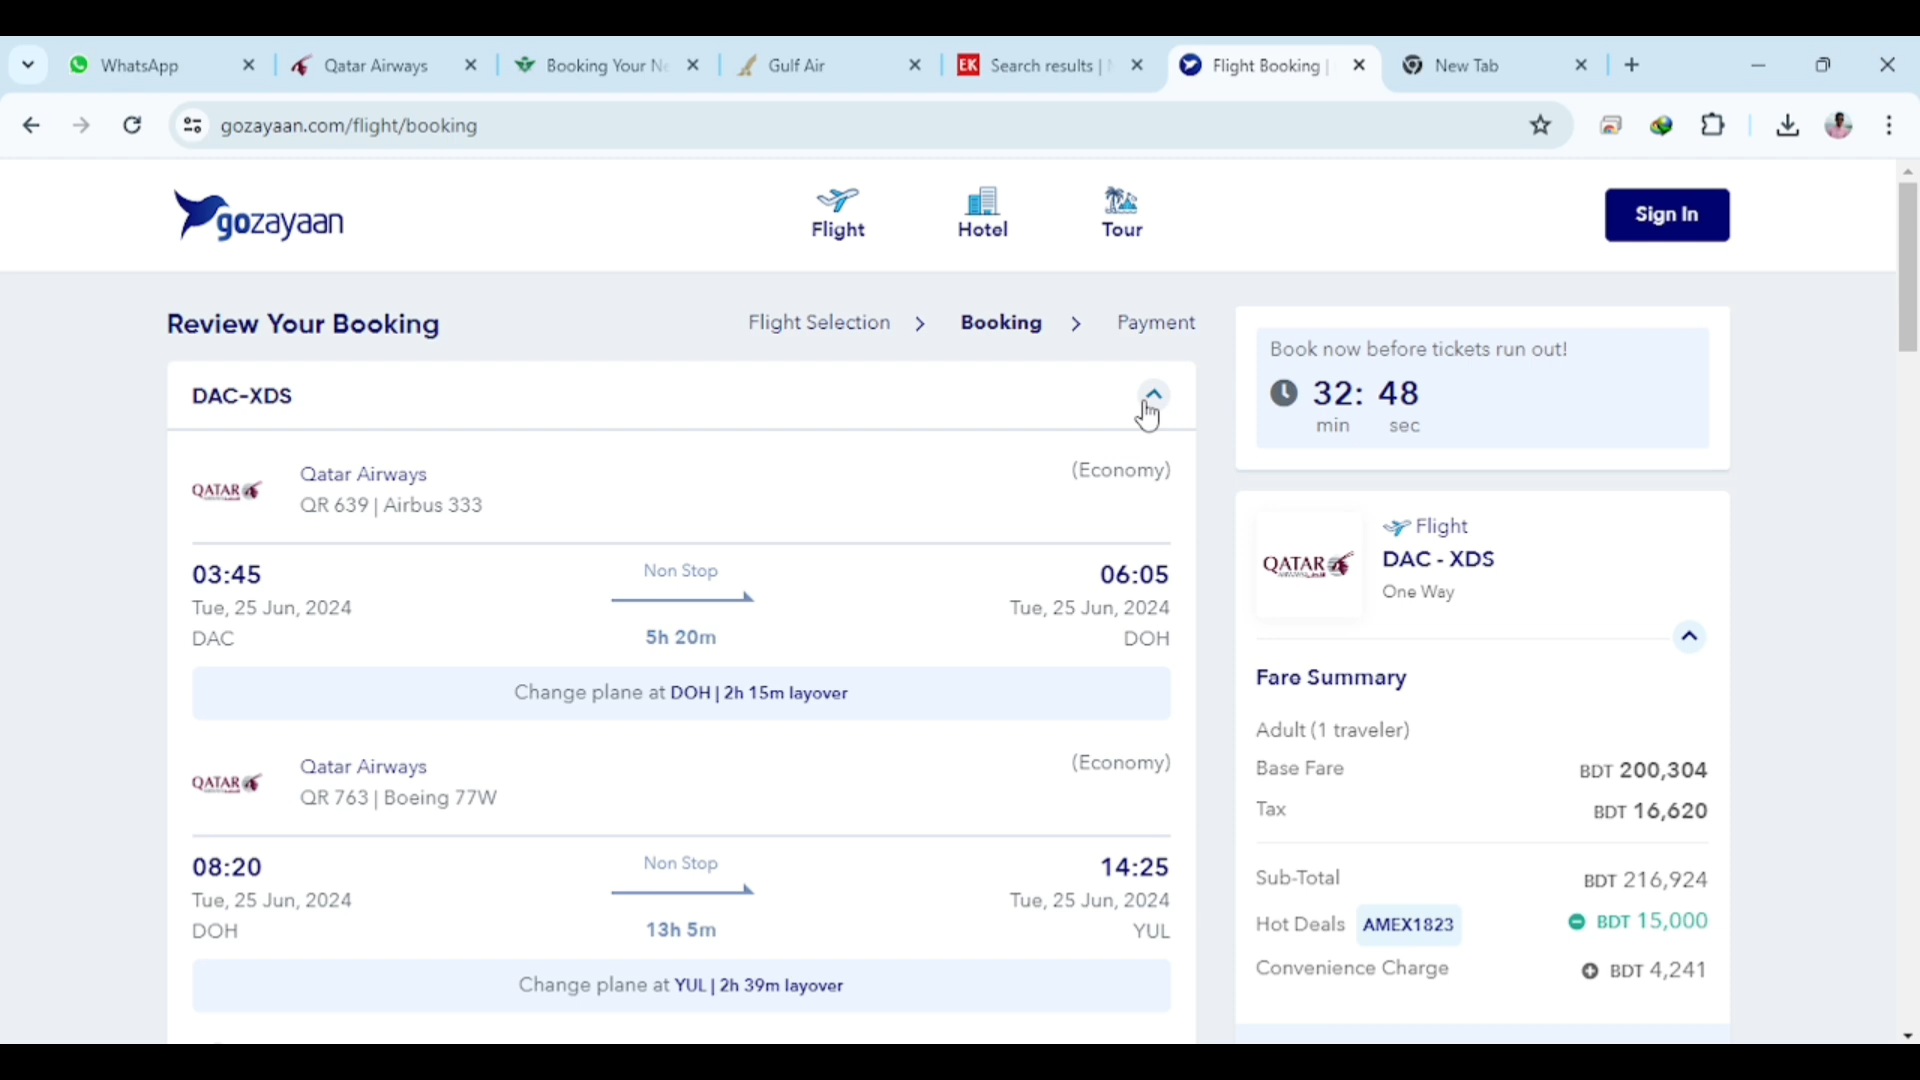 WhatsApp
Qatar Airways
Booking Your Ne
Gulf Air
EK Search results |
Flight Booking |
New Tab
gozayaan.com/flight/booking
gozayaan
Flight
Hotel
Tour
Sign In
Review Your Booking
Flight Selection > Booking > Payment
DAC-XDS
QATAR
Qatar Airways
(Economy)
QR 639 | Airbus 333
03:45
Non Stop
06:05
Tue, 25 Jun, 2024
Tue, 25 Jun, 2024
DAC
5h 20m
DOH
Change plane at DOH | 2h 15m layover
QATAR
Qatar Airways
(Economy)
QR 763 | Boeing 77W
08:20
Non Stop
14:25
Tue, 25 Jun, 2024
Tue, 25 Jun, 2024
DOH
13h 5m
YUL
Change plane at YUL | 2h 39m layover
Book now before tickets run out!
32: 48
min sec
QATAR
Flight
DAC - XDS
One Way
Fare Summary
Adult (1 traveler)
Base Fare BDT 200,304
Tax BDT 16,620
Sub-Total BDT 216,924
Hot Deals AMEX1823 BDT 15,000
Convenience Charge BDT 4,241